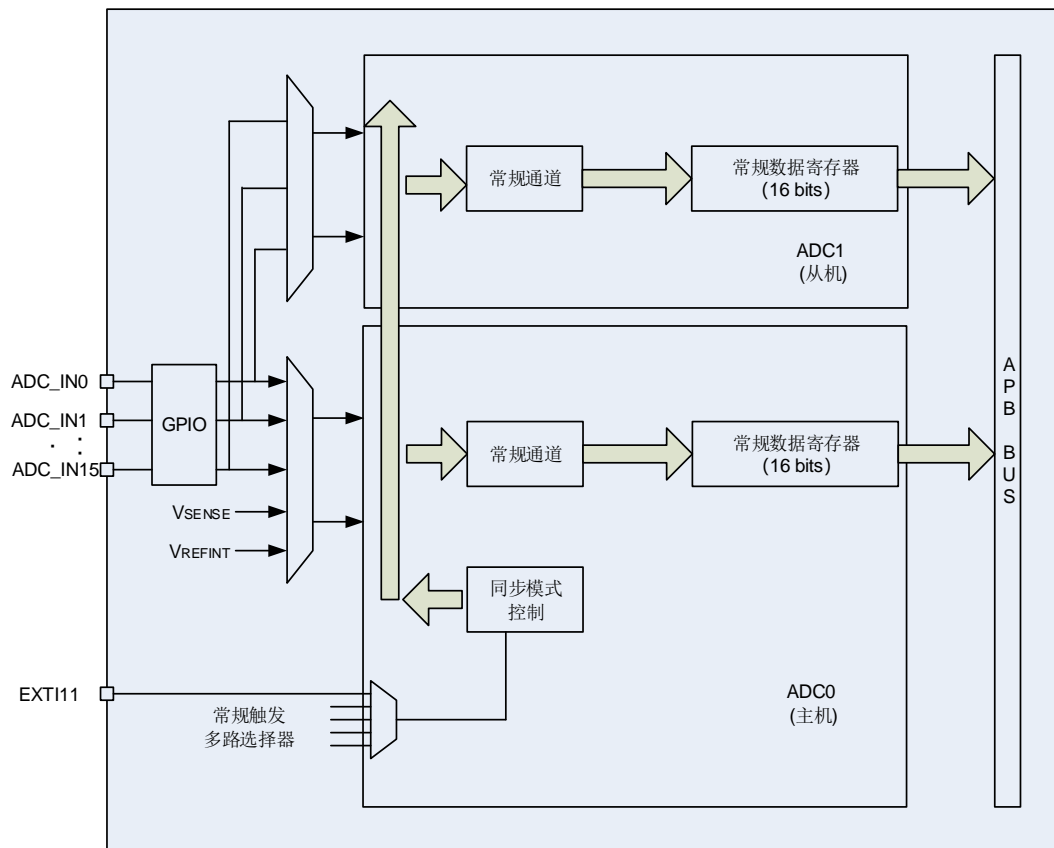 常规通道
常规数据寄存器
(16 bits)
ADC1
(从机)
ADC_IN0
ADC_IN1
. .
: 
ADC_IN15
GPIO
VSENSE
VREFINT
常规通道
常规数据寄存器
(16 bits)
同步模式
控制
EXTI11
常规触发
多路选择器
ADC0
(主机)
A
P
B
B
U
S